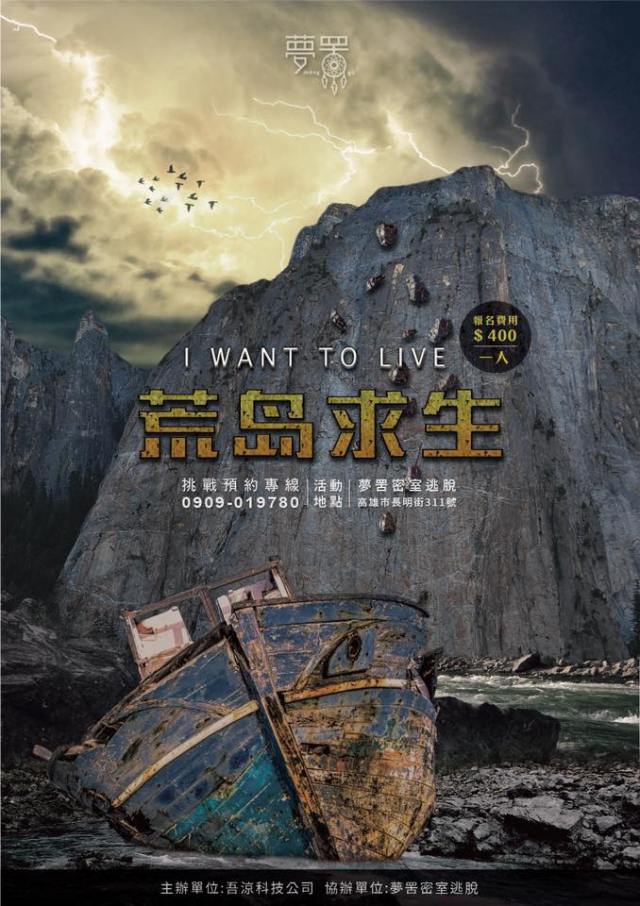 夢罟
meng gu
報名費用
$400
一人
I WANT TO LIVE
荒岛求生
挑戰預約專線
0909-019780
活動
地點
夢罟密室逃脫
高雄市長明街311號
主辦單位:吾涼科技公司 協辦單位:夢罟密室逃脫